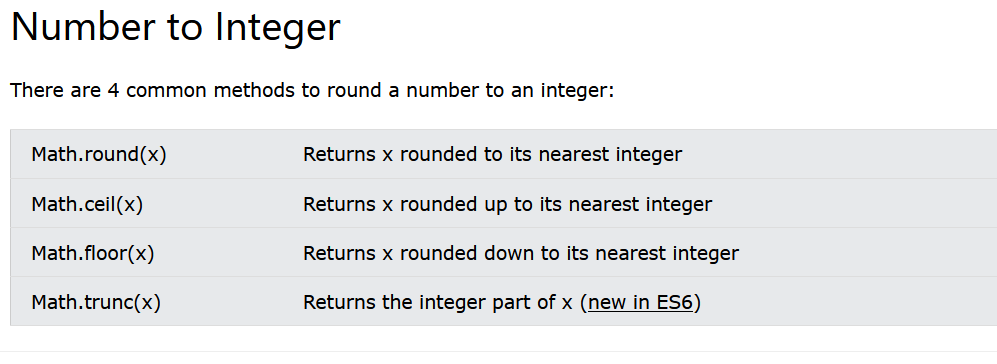 Number to Integer
There are 4 common methods to round a number to an integer:
Math.round(x) Returns x rounded to its nearest integer
Math.ceil(x) Returns x rounded up to its nearest integer
Math.floor(x) Returns x rounded down to its nearest integer
Math.trunc(x) Returns the integer part of x (new in ES6)